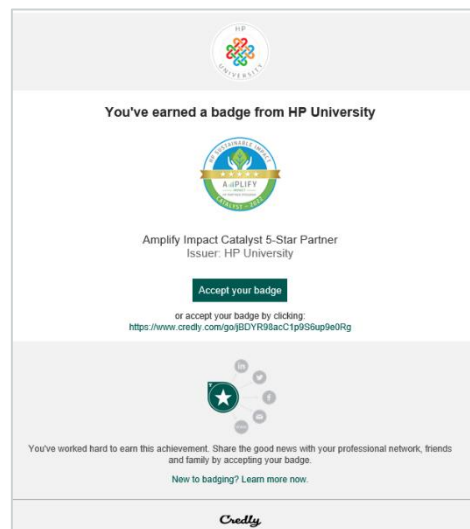 HP
UNIVERSITY
You've earned a badge from HP University
HP SUSTAINABLE IMPACT
AMPLIFY
IMPACT
CATALYST – 2022
Amplify Impact Catalyst 5-Star Partner
Issuer: HP University
Accept your badge
or accept your badge by clicking:
https://www.credly.com/go/jBDYR98acC1p9S6up9e0Rg
in
f
You've worked hard to earn this achievement. Share the good news with your professional network, friends
and family by accepting your badge.
New to badging? Learn more now.
Credly